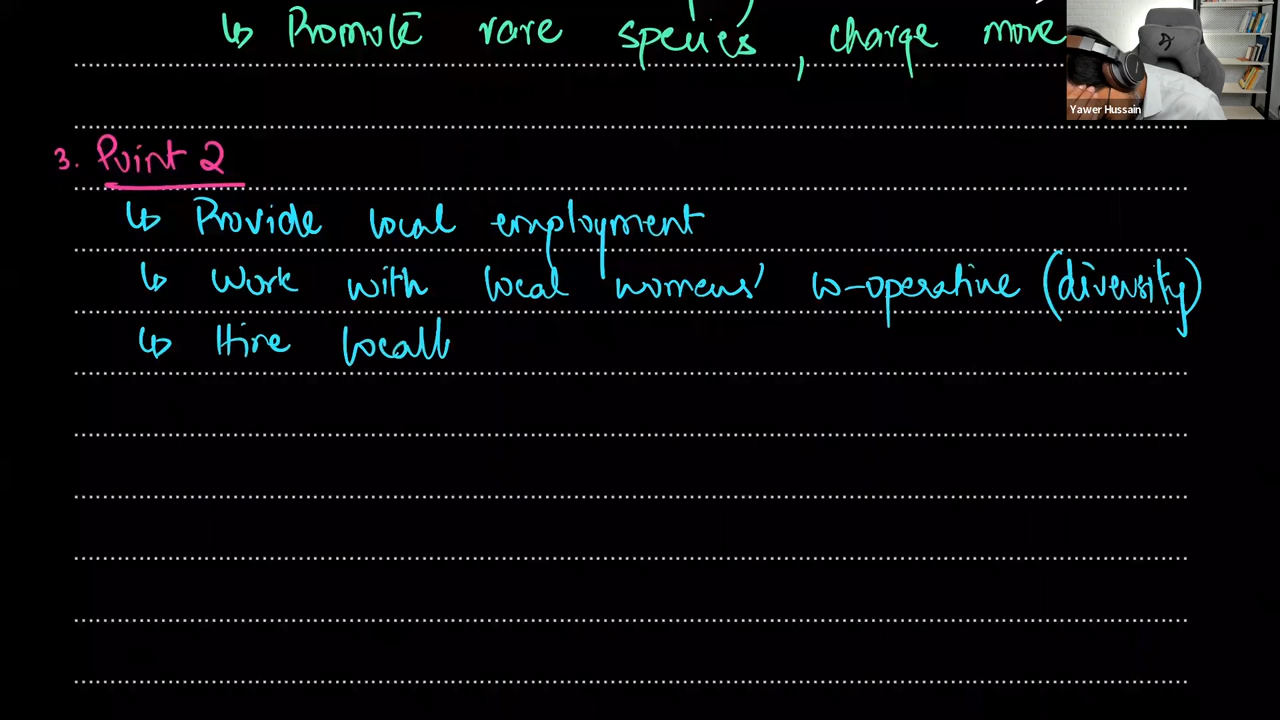 ↳ Promote rare species, charge more
Yawer Hussain
3. Point 2
↳ Provide local employment
↳ Work with local womens' co-operative (diversity)
↳ Hire locall